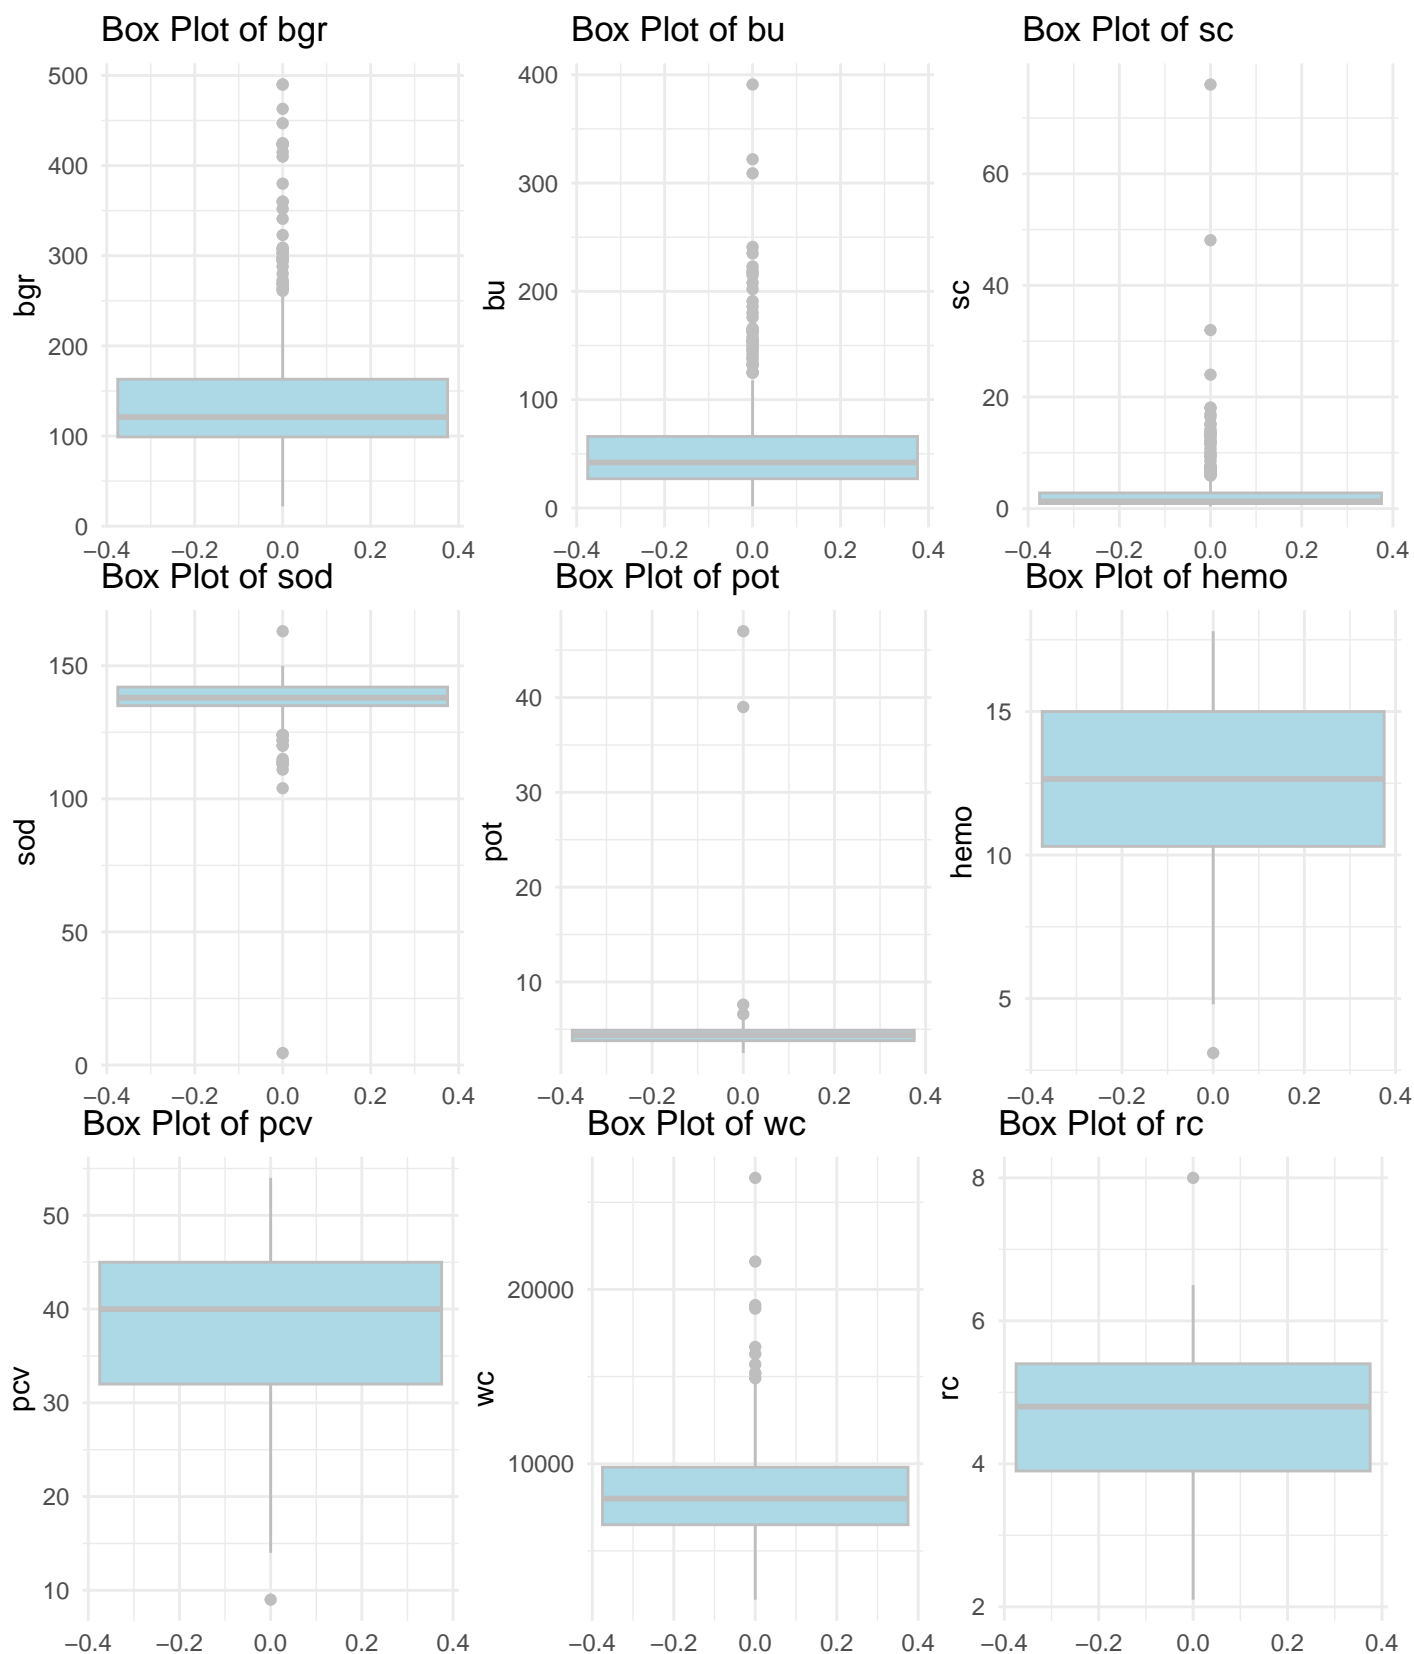 Box Plot of bgr
bgr
500
400
300
200
100
0
−0.4 −0.2 0.0 0.2 0.4
Box Plot of bu
bu
400
300
200
100
0
−0.4 −0.2 0.0 0.2 0.4
Box Plot of sc
sc
60
40
20
0
−0.4 −0.2 0.0 0.2 0.4
Box Plot of sod
sod
150
100
50
0
−0.4 −0.2 0.0 0.2 0.4
Box Plot of pot
pot
40
30
20
10
−0.4 −0.2 0.0 0.2 0.4
Box Plot of hemo
hemo
15
10
5
−0.4 −0.2 0.0 0.2 0.4
Box Plot of pcv
pcv
50
40
30
20
10
−0.4 −0.2 0.0 0.2 0.4
Box Plot of wc
wc
20000
10000
−0.4 −0.2 0.0 0.2 0.4
Box Plot of rc
rc
8
6
4
2
−0.4 −0.2 0.0 0.2 0.4